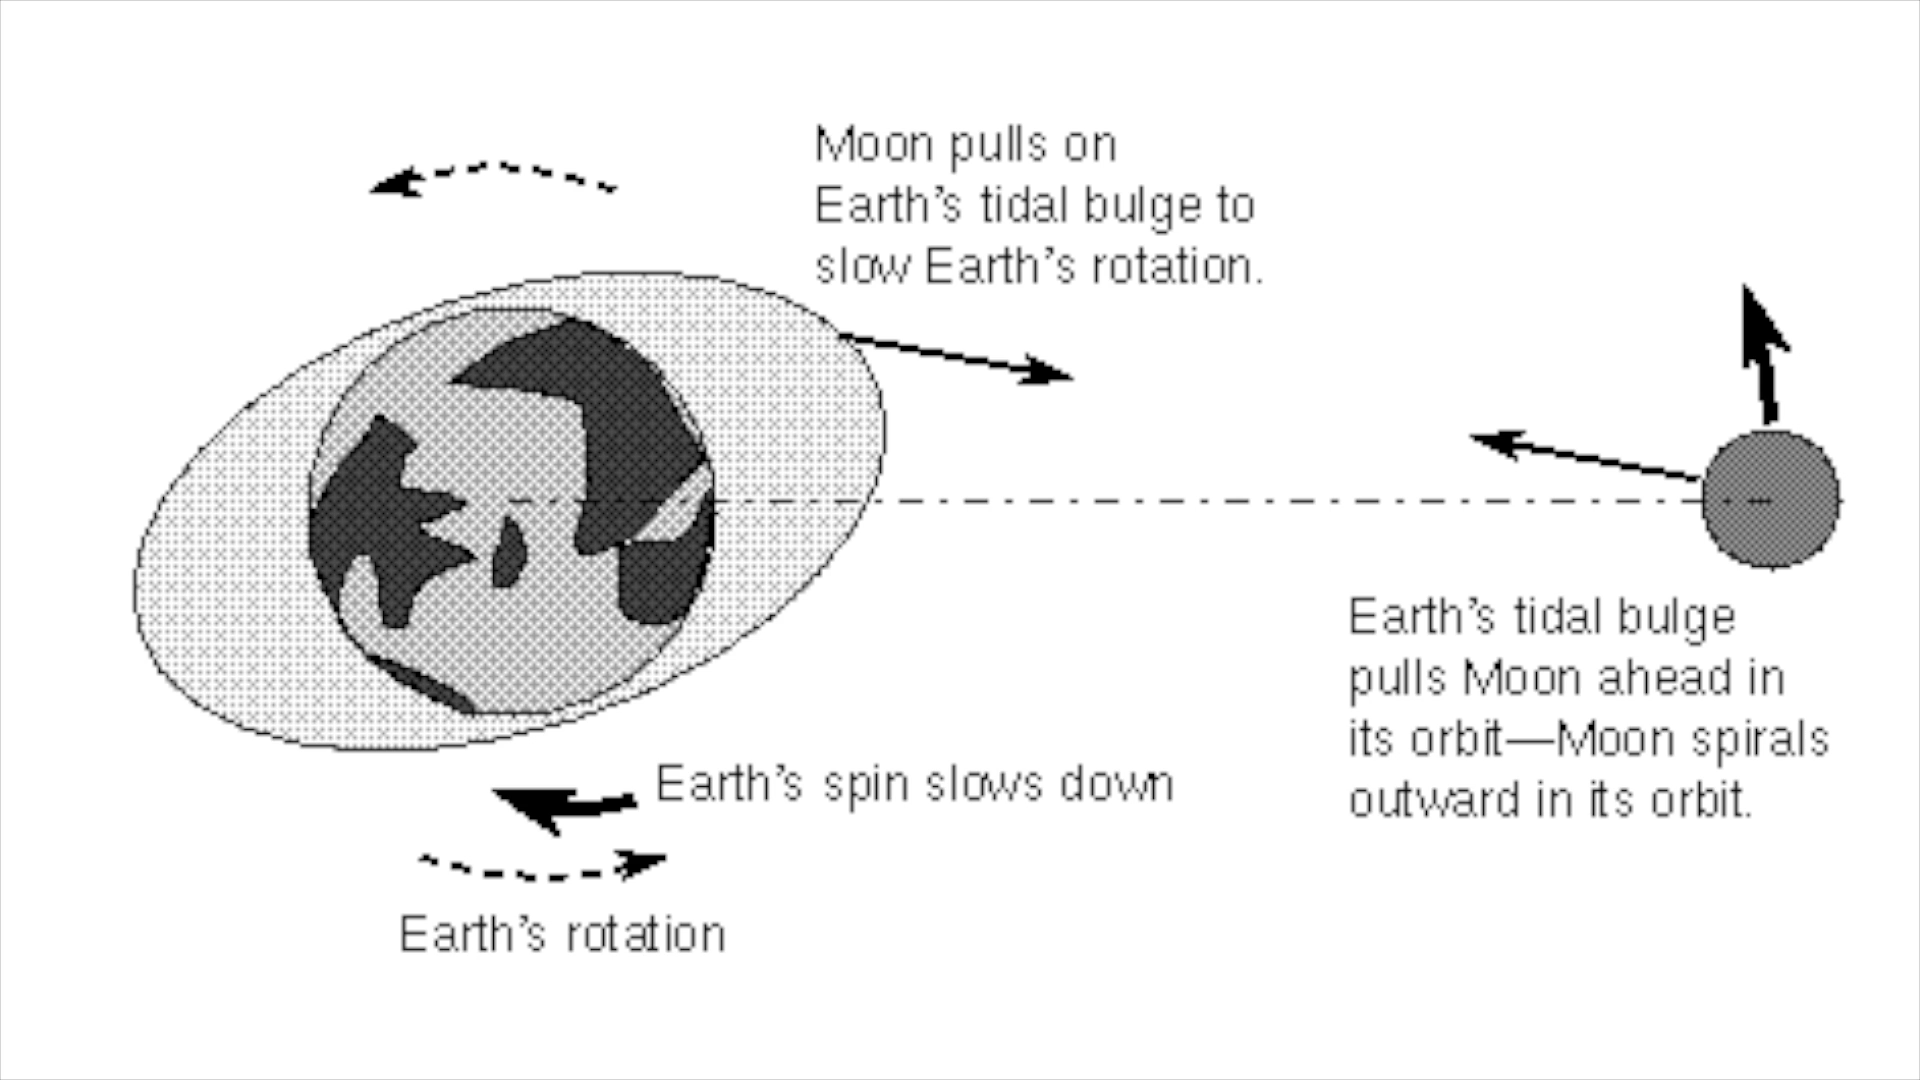 Moon pulls on
Earth’s tidal bulge to
slow Earth’s rotation.
Earth’s tidal bulge
pulls Moon ahead in
its orbit—Moon spirals
outward in its orbit.
Earth’s spin slows down
Earth’s rotation